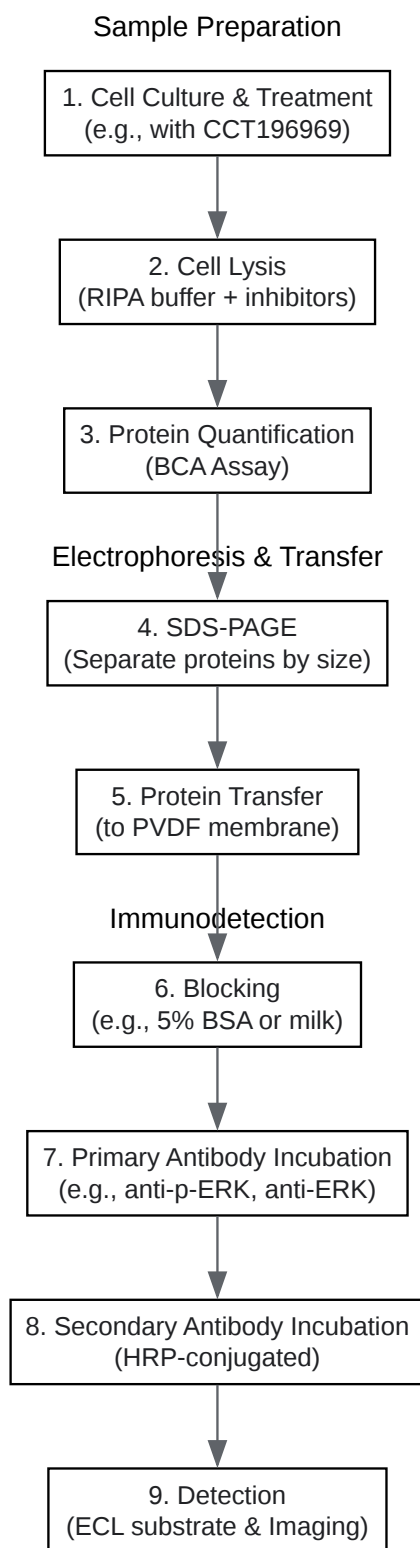 Sample Preparation
1. Cell Culture & Treatment
(e.g., with CCT196969)
2. Cell Lysis
(RIPA buffer + inhibitors)
3. Protein Quantification
(BCA Assay)
Electrophoresis & Transfer
4. SDS-PAGE
(Separate proteins by size)
5. Protein Transfer
(to PVDF membrane)
Immunodetection
6. Blocking
(e.g., 5% BSA or milk)
7. Primary Antibody Incubation
(e.g., anti-p-ERK, anti-ERK)
8. Secondary Antibody Incubation
(HRP-conjugated)
9. Detection
(ECL substrate & Imaging)